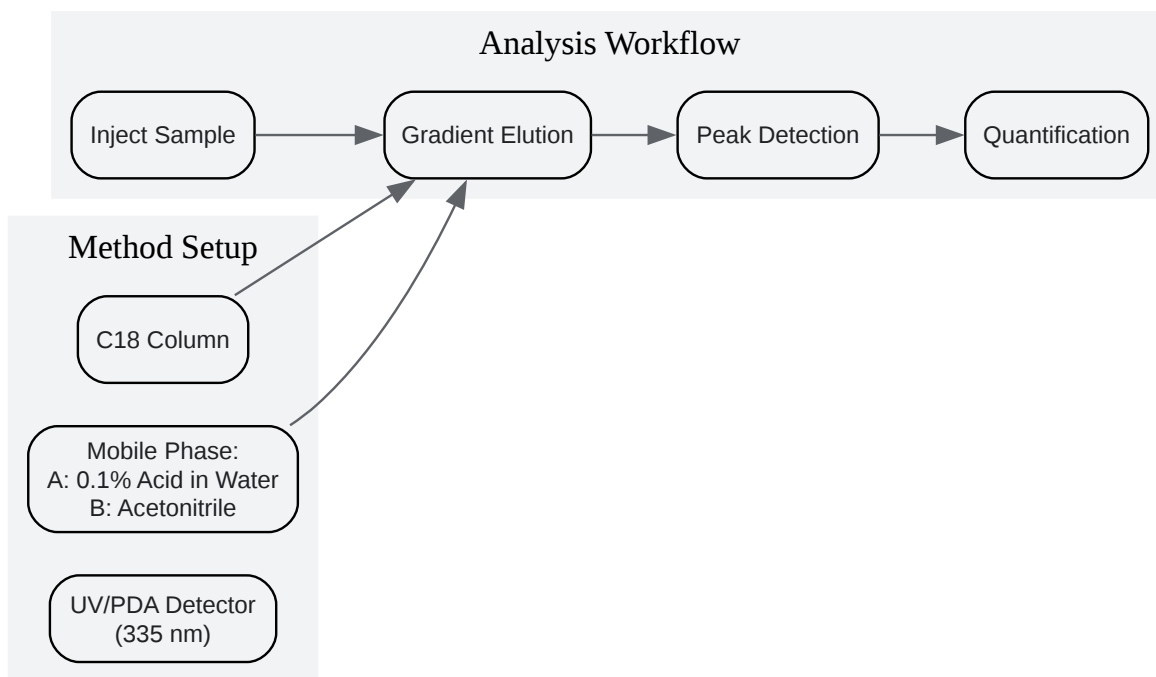 Analysis Workflow
Inject Sample
Gradient Elution
Peak Detection
Quantification
Method Setup
C18 Column
Mobile Phase:
A: 0.1% Acid in Water
B: Acetonitrile
UV/PDA Detector
(335 nm)